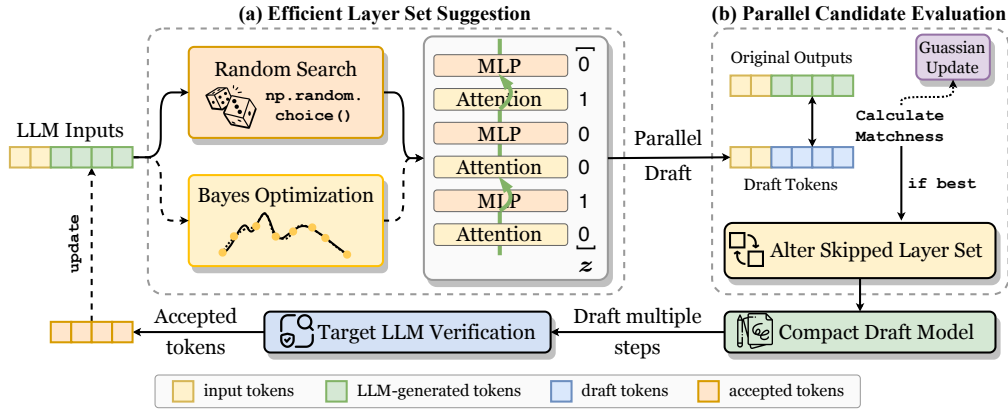 (a) Efficient Layer Set Suggestion
(b) Parallel Candidate Evaluation
LLM Inputs
Random Search
np.random.
choice()
Bayes Optimization
MLP
0
Attention
1
MLP
0
Attention
0
MLP
1
Attention
0
z
Parallel
Draft
Original Outputs
Guassian
Update
Calculate
Matchness
Draft Tokens
if best
Alter Skipped Layer Set
update
Accepted
tokens
Target LLM Verification
Draft multiple
steps
Compact Draft Model
input tokens
LLM-generated tokens
draft tokens
accepted tokens